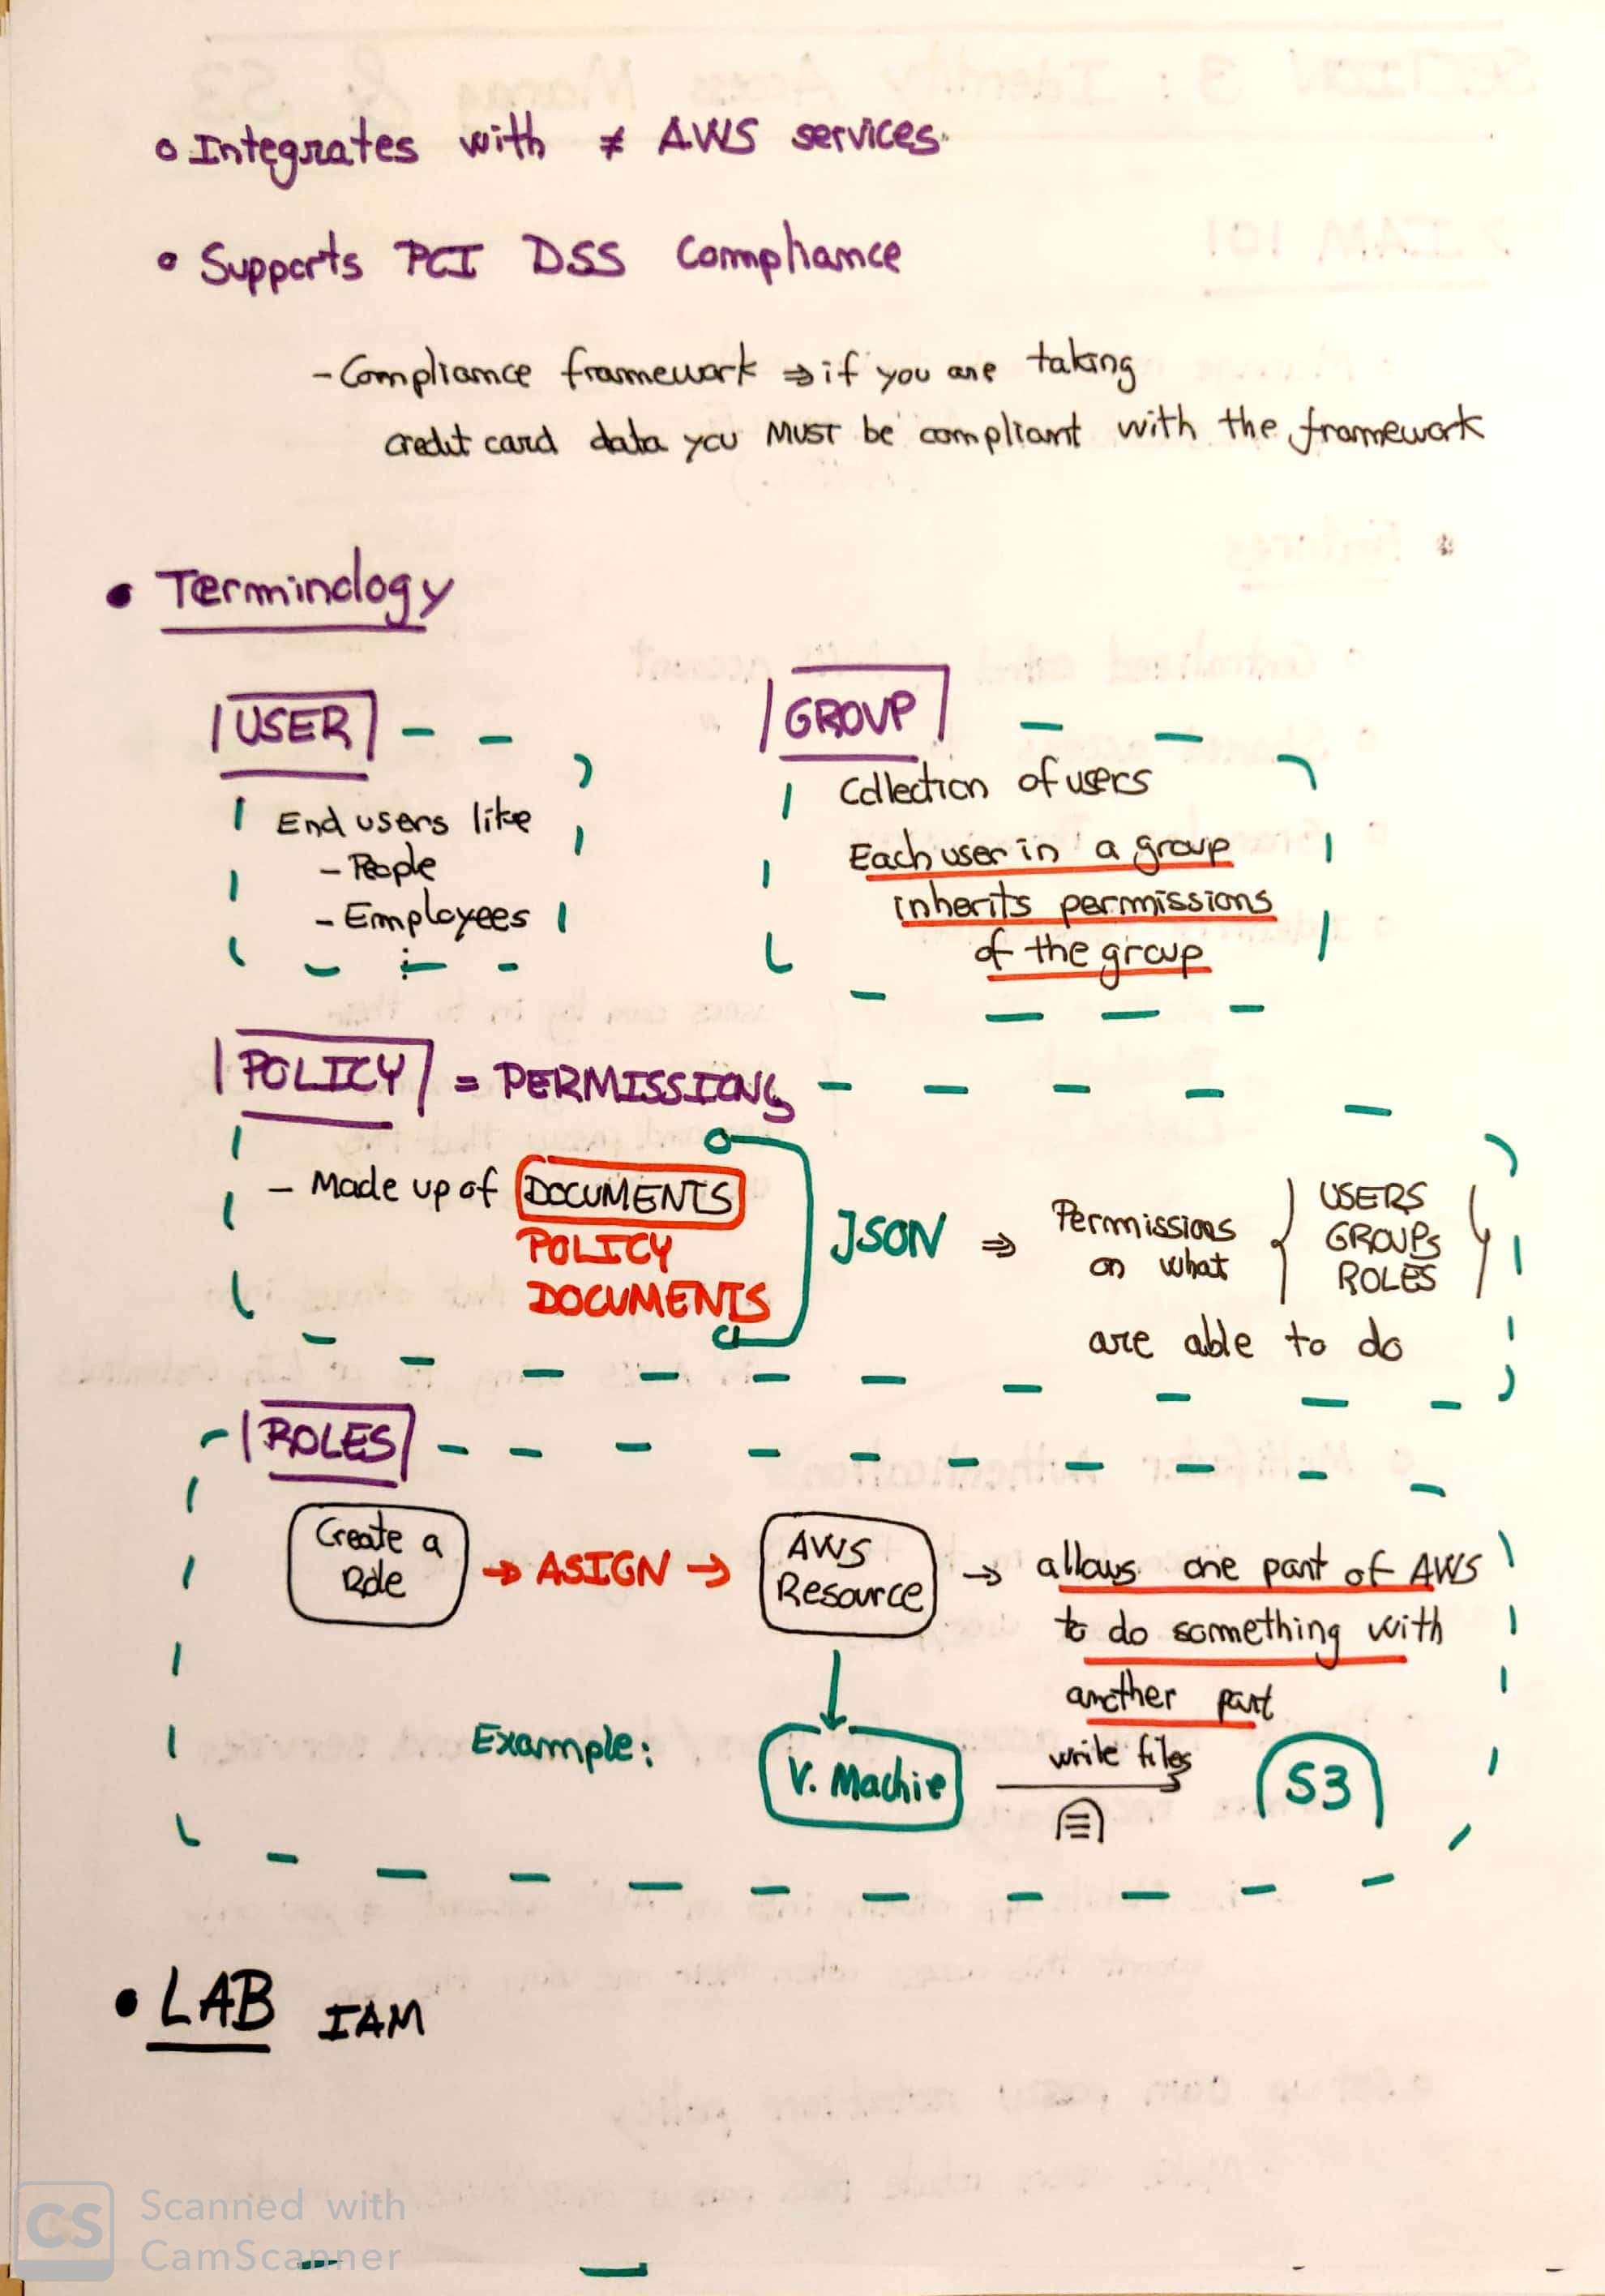 Integrates with ≠ AWS services.
Supports PCI DSS Compliance
- Compliance framework ⇒ if you are taking
credit card data you MUST be compliant with the framework
Terminology
USER
End users like
- People
- Employees
GROUP
Collection of users
Each user in a group
inherits permissions
of the group
POLICY = PERMISSIONS
- Made up of DOCUMENTS
POLICY
DOCUMENTS
JSON ⇒ Permissions
on what
USERS
GROUPS
ROLES
are able to do
ROLES
Create a
Role
→ ASIGN →
AWS
Resource
→ allows one part of AWS
to do something with
another part
Example:
V. Machie
write files
S3
LAB IAM
CS
Scanned with
CamScanner